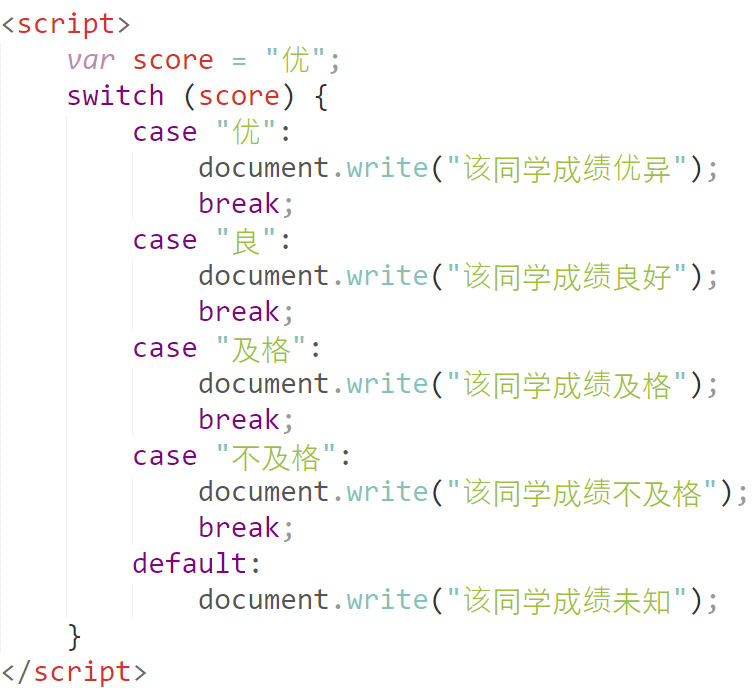 <script>
var score = "优";
switch (score) {
case "优":
document.write("该同学成绩优异");
break;
case "良":
document.write("该同学成绩良好");
break;
case "及格":
document.write("该同学成绩及格");
break;
case "不及格":
document.write("该同学成绩不及格");
break;
default:
document.write("该同学成绩未知");
}
</script>